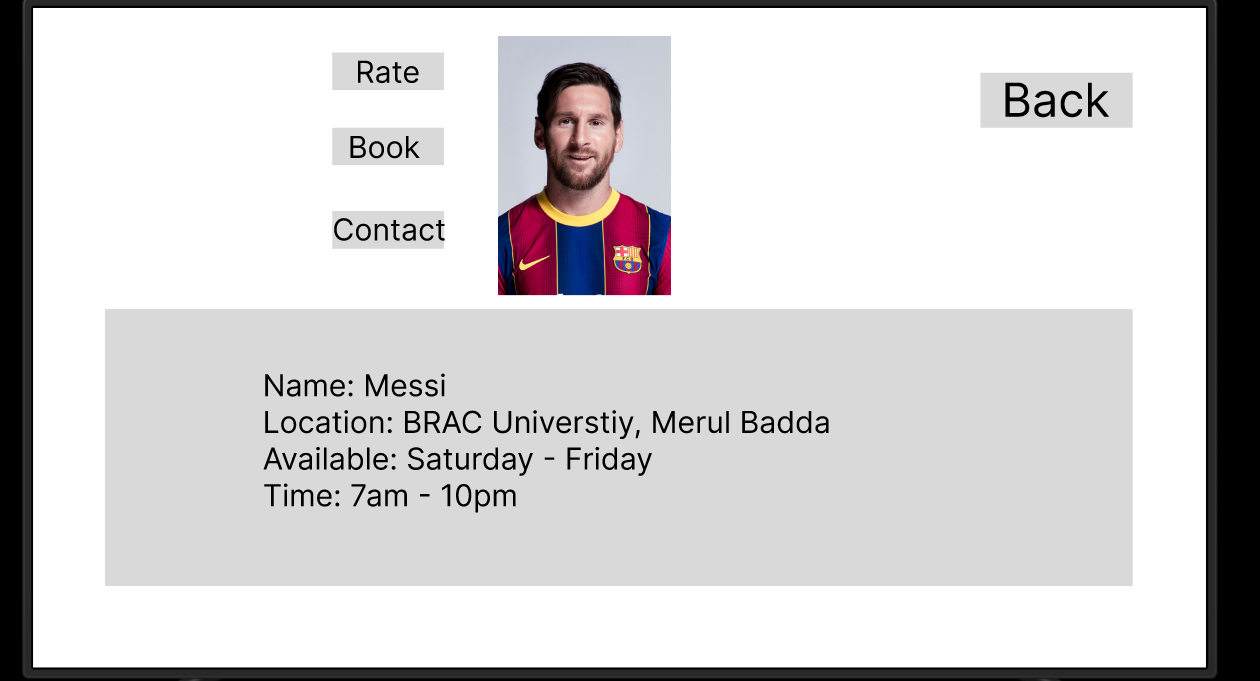 Rate
Back
Book
Contact
Name: Messi
Location: BRAC Universtiy, Merul Badda
Available: Saturday - Friday
Time: 7am - 10pm